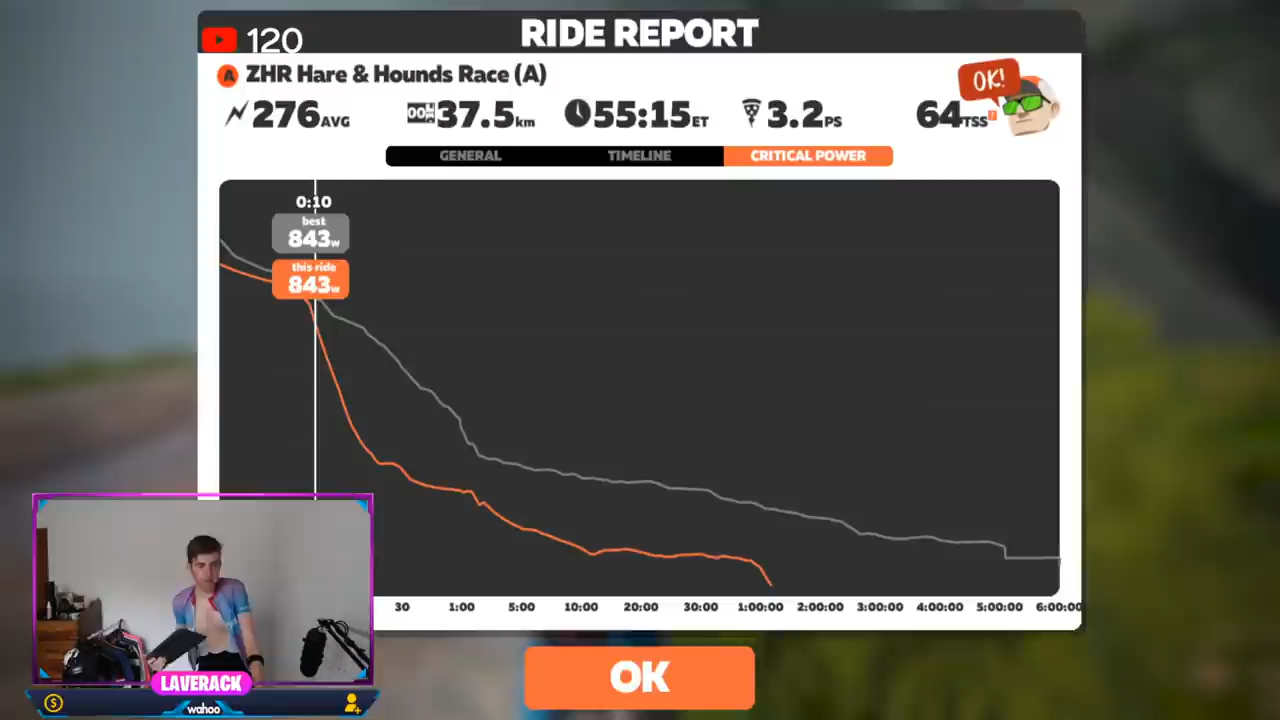 120
RIDE REPORT
A ZHR Hare & Hounds Race (A)
OK!
276AVG 37.5km 55:15ET 3.2PS 64TSS ?
GENERAL TIMELINE CRITICAL POWER
0:10
best
843w
this ride
843w
30 1:00 5:00 10:00 20:00 30:00 1:00:00 2:00:00 3:00:00 4:00:00 5:00:00 6:00:00
LAVERACK
wahoo
OK